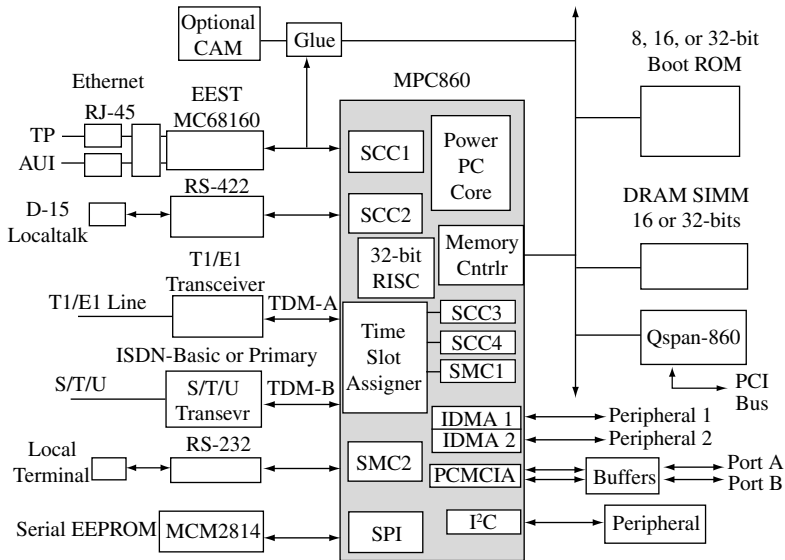 Optional
CAM
Glue
8, 16, or 32-bit
Boot ROM
Ethernet
RJ-45
EEST
MC68160
MPC860
TP
AUI
SCC1
Power
PC
Core
RS-422
D-15
Localtalk
SCC2
DRAM SIMM
16 or 32-bits
32-bit
RISC
Memory
Cntrlr
T1/E1
Transceiver
T1/E1 Line
TDM-A
Time
Slot
Assigner
SCC3
SCC4
SMC1
Qspan-860
PCI
Bus
ISDN-Basic or Primary
S/T/U
S/T/U
Transevr
TDM-B
IDMA 1
IDMA 2
Peripheral 1
Peripheral 2
RS-232
Local
Terminal
SMC2
PCMCIA
Buffers
Port A
Port B
Serial EEPROM
MCM2814
SPI
I²C
Peripheral